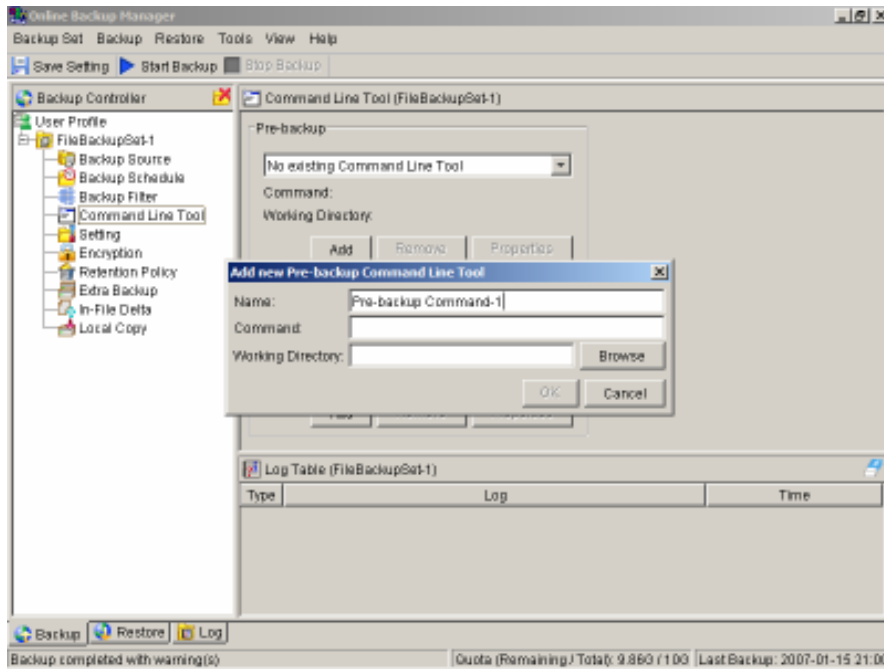 Online Backup Manager
Backup Set Backup Restore Tools View Help
Save Setting Start Backup Stop Backup
Backup Controller
User Profile
FileBackupSet-1
Backup Source
Backup Schedule
Backup Filter
Command Line Tool
Setting
Encryption
Retention Policy
Extra Backup
In-File Delta
Local Copy
Command Line Tool (FileBackupSet-1)
Pre-backup
No existing Command Line Tool
Command:
Working Directory:
Add Remove Properties
Add new Pre-backup Command Line Tool
Name: Pre-backup Command-1
Command:
Working Directory: Browse
OK Cancel
Log Table (FileBackupSet-1)
Type Log Time
Backup Restore Log
Backup completed with warning(s) Quota (Remaining / Total): 9.86G / 10G Last Backup: 2007-01-15 21:0